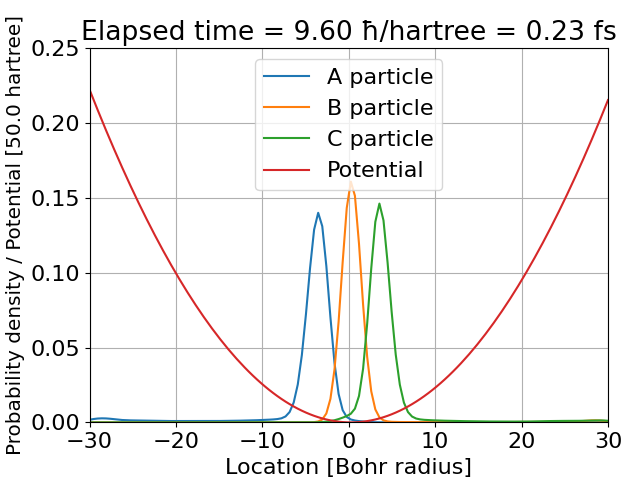 Elapsed time = 9.60 ħ/hartree = 0.23 fs
Probability density / Potential [50.0 hartree]
0.25
0.20
0.15
0.10
0.05
0.00
A particle
B particle
C particle
Potential
−30 −20 −10 0 10 20 30
Location [Bohr radius]